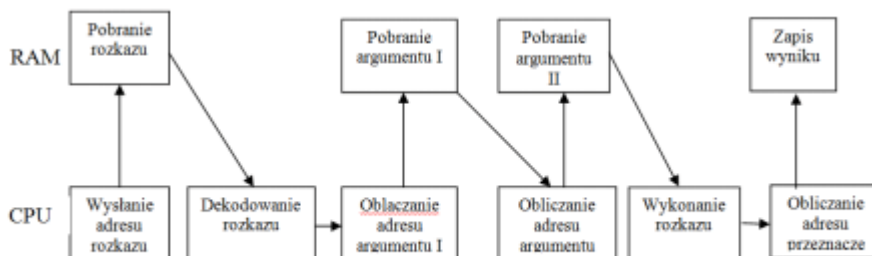 RAM
Pobranie
rozkazu
Pobranie
argumentu I
Pobranie
argumentu
II
Zapis
wyniku
CPU
Wysłanie
adresu
rozkazu
Dekodowanie
rozkazu
Oblaczanie
adresu
argumentu I
Obliczanie
adresu
argumentu
Wykonanie
rozkazu
Obliczanie
adresu
przeznacze